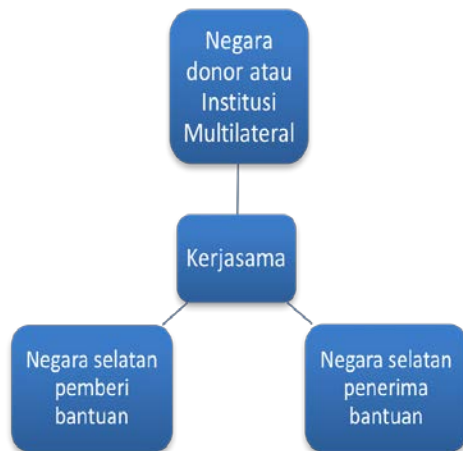 Negara
donor atau
Institusi
Multilateral
Kerjasama
Negara selatan
pemberi
bantuan
Negara selatan
penerima
bantuan